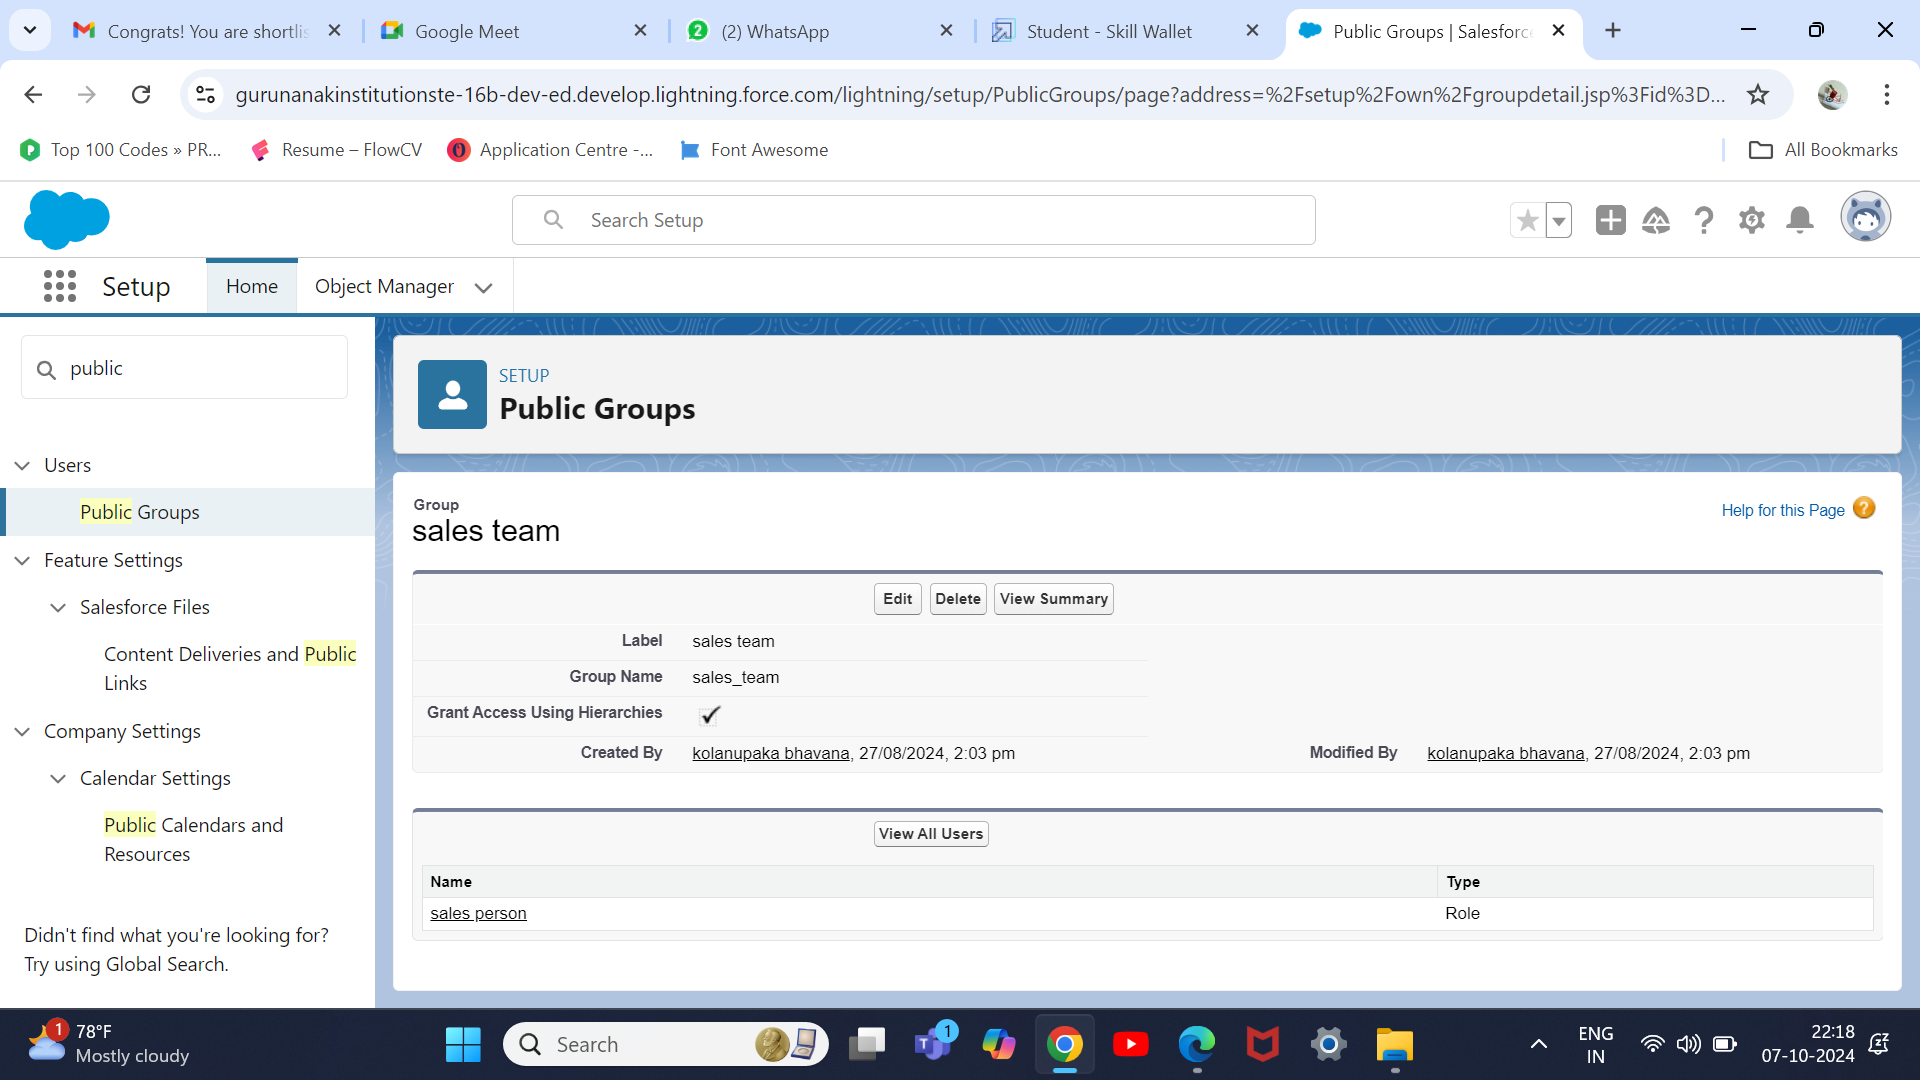 Congrats! You are shortlis
Google Meet
2
(2) WhatsApp
Student - Skill Wallet
Public Groups | Salesforce
gurunanakinstitutionste-16b-dev-ed.develop.lightning.force.com/lightning/setup/PublicGroups/page?address=%2Fsetup%2Fown%2Fgroupdetail.jsp%3Fid%3D...
Top 100 Codes » PR...
Resume – FlowCV
Application Centre -...
Font Awesome
All Bookmarks
Search Setup
Setup
Home
Object Manager
public
Users
Public Groups
Feature Settings
Salesforce Files
Content Deliveries and Public
Links
Company Settings
Calendar Settings
Public Calendars and
Resources
Didn't find what you're looking for?
Try using Global Search.
SETUP
Public Groups
Group
sales team
Help for this Page ?
Edit
Delete
View Summary
Label sales team
Group Name sales_team
Grant Access Using Hierarchies
Created By kolanupaka bhavana, 27/08/2024, 2:03 pm
Modified By kolanupaka bhavana, 27/08/2024, 2:03 pm
View All Users
Name Type
sales person Role
1
78°F
Mostly cloudy
Search
1
ENG
IN
22:18
07-10-2024